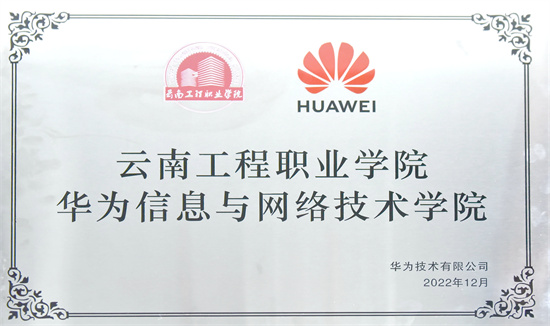 云南工程职业学院
HUAWEI
云南工程职业学院
华为信息与网络技术学院
华为技术有限公司
2022年12月